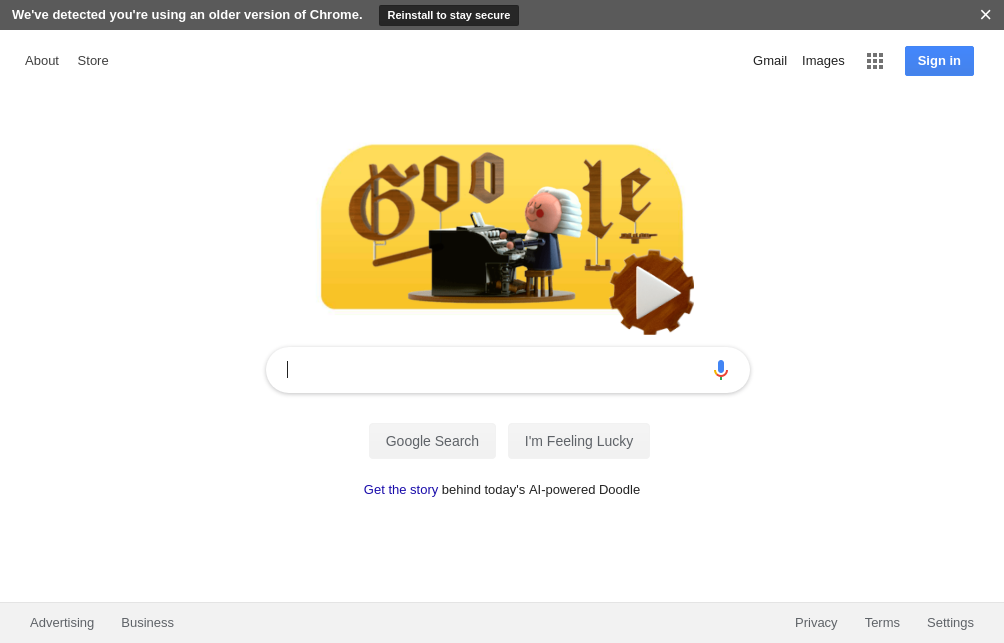 We've detected you're using an older version of Chrome. Reinstall to stay secure
About Store Gmail Images Sign in
Google
Google Search I'm Feeling Lucky
Get the story behind today's AI-powered Doodle
Advertising Business Privacy Terms Settings